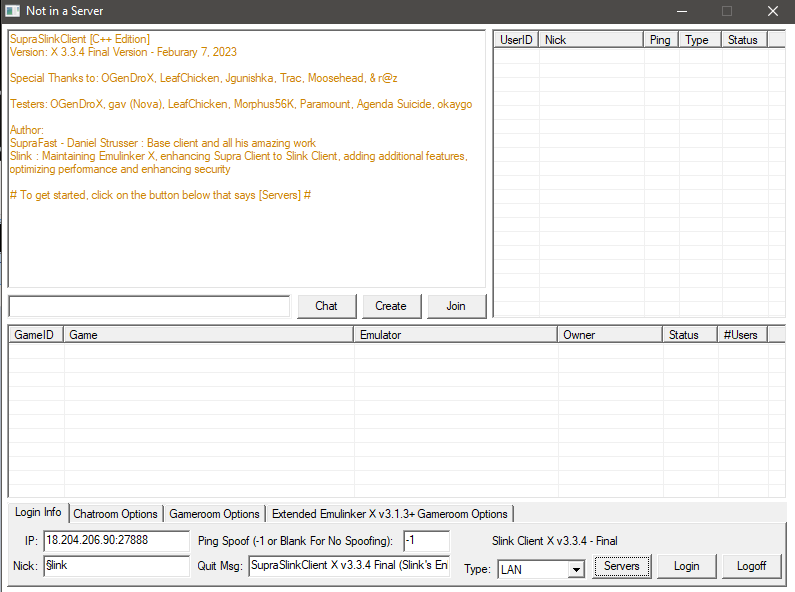 Not in a Server
SupraSlinkClient [C++ Edition]
Version: X 3.3.4 Final Version - Feburary 7, 2023
Special Thanks to: OGenDroX, LeafChicken, Jgunishka, Trac, Moosehead, & r@z
Testers: OGenDroX, gav (Nova), LeafChicken, Morphus56K, Paramount, Agenda Suicide, okaygo
Author:
SupraFast - Daniel Strusser : Base client and all his amazing work
Slink : Maintaining Emulinker X, enhancing Supra Client to Slink Client, adding additional features,
optimizing performance and enhancing security
# To get started, click on the button below that says [Servers] #
UserID Nick Ping Type Status
Chat Create Join
GameID Game Emulator Owner Status #Users
Login Info Chatroom Options Gameroom Options Extended Emulinker X v3.1.3+ Gameroom Options
IP: 18.204.206.90:27888 Ping Spoof (-1 or Blank For No Spoofing): -1 Slink Client X v3.3.4 - Final
Nick: §link Quit Msg: SupraSlinkClient X v3.3.4 Final (Slink's En Type: LAN Servers Login Logoff